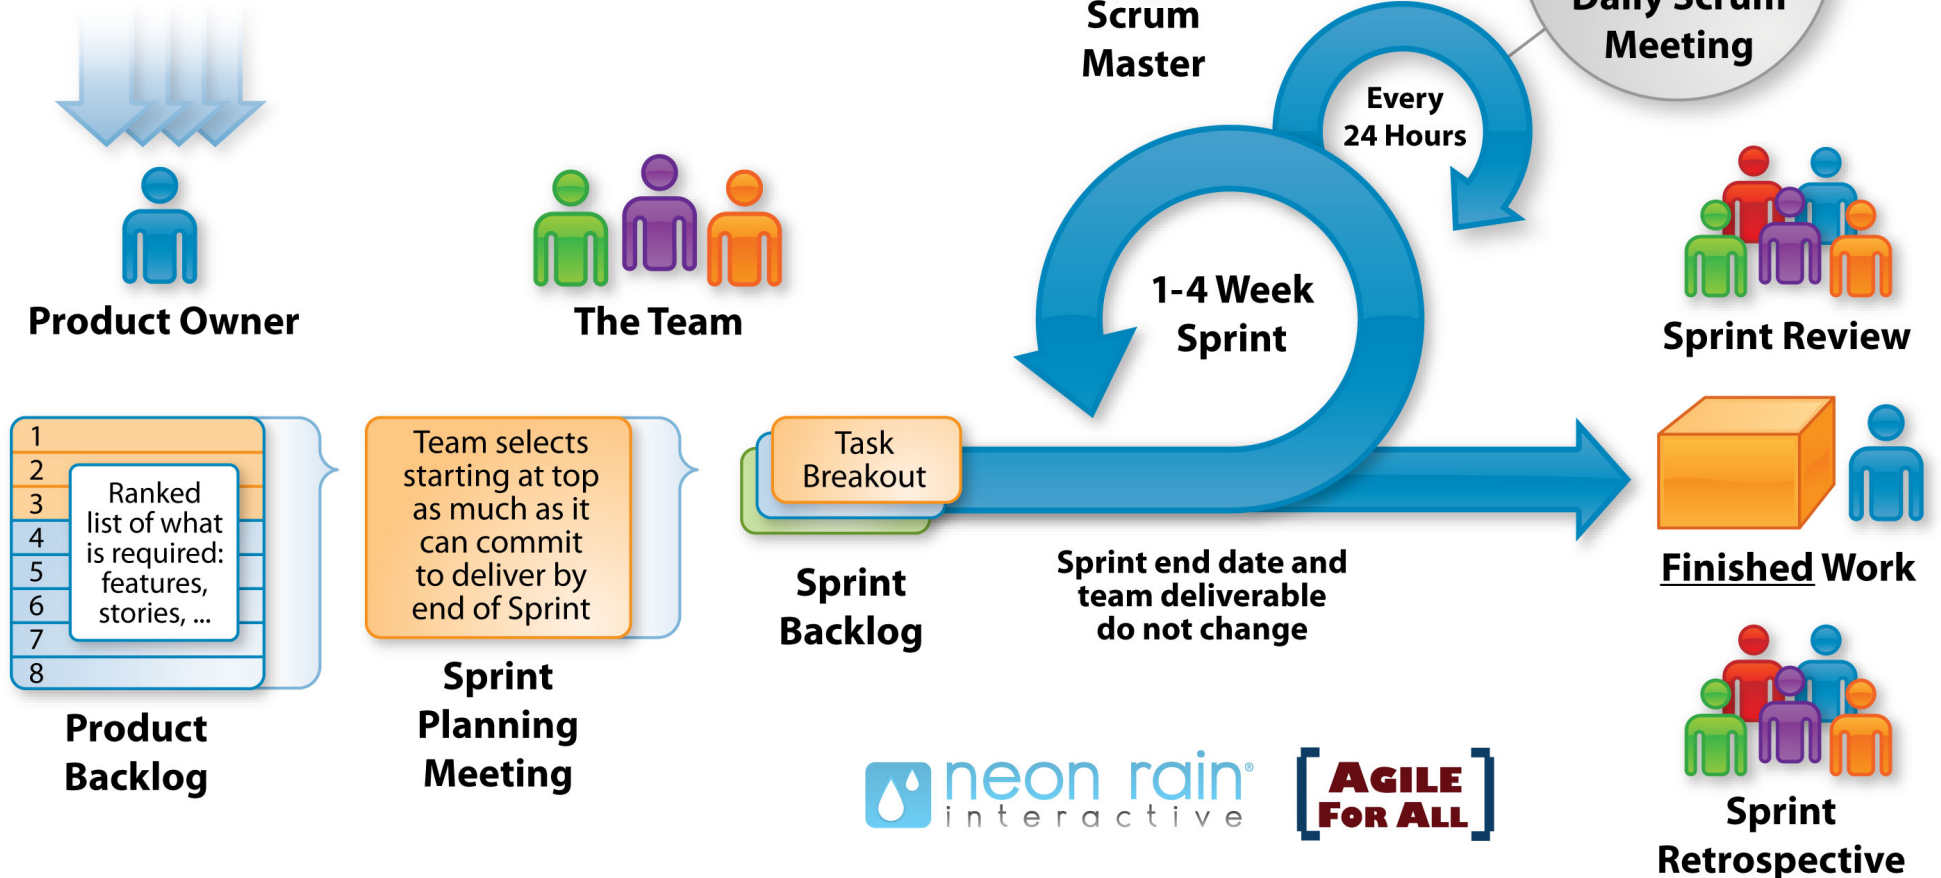 Scrum
Master
Daily Scrum
Meeting
Every
24 Hours
1-4 Week
Sprint
Product Owner
The Team
Sprint Review
1
2
3
4
5
6
7
8
Ranked
list of what
is required:
features,
stories, ...
Product
Backlog
Team selects
starting at top
as much as it
can commit
to deliver by
end of Sprint
Sprint
Planning
Meeting
Task
Breakout
Sprint
Backlog
Sprint end date and
team deliverable
do not change
Finished Work
Sprint
Retrospective
neon rain®
interactive
AGILE
FOR ALL